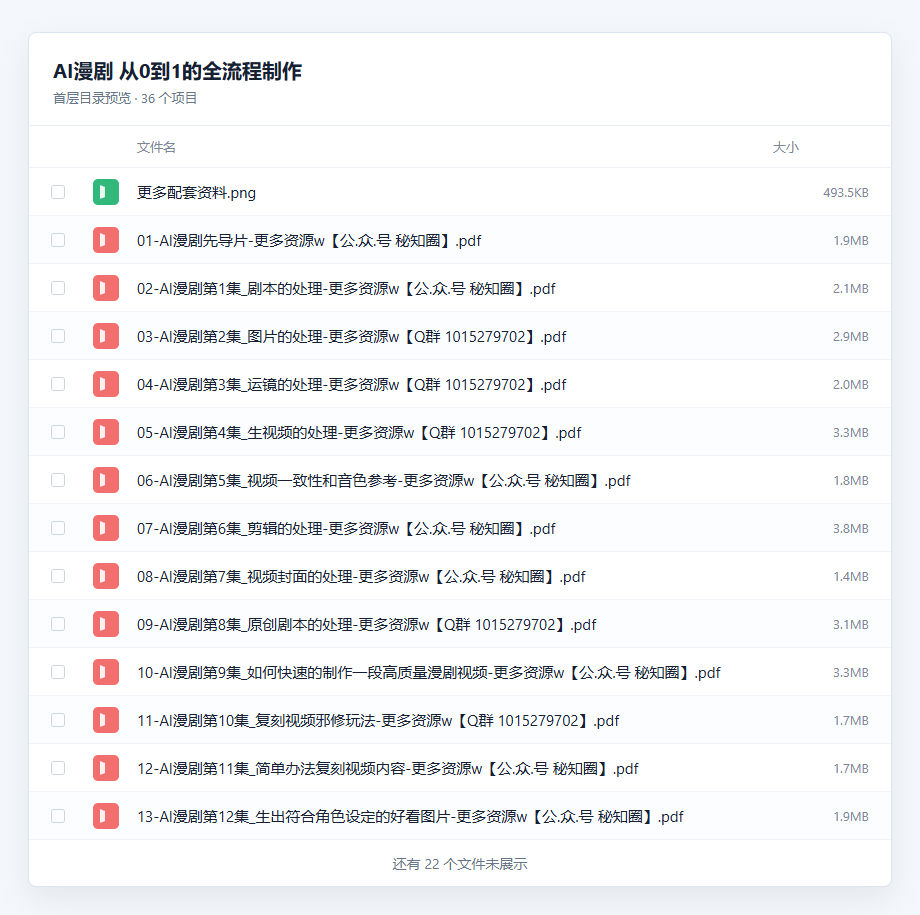 AI漫剧 从0到1的全流程制作
首层目录预览 · 36 个项目
文件名 大小
更多配套资料.png 493.5KB
01-AI漫剧先导片-更多资源w【公.众.号 秘知圈】.pdf 1.9MB
02-AI漫剧第1集_剧本的处理-更多资源w【公.众.号 秘知圈】.pdf 2.1MB
03-AI漫剧第2集_图片的处理-更多资源w【Q群 1015279702】.pdf 2.9MB
04-AI漫剧第3集_运镜的处理-更多资源w【Q群 1015279702】.pdf 2.0MB
05-AI漫剧第4集_生视频的处理-更多资源w【Q群 1015279702】.pdf 3.3MB
06-AI漫剧第5集_视频一致性和音色参考-更多资源w【公.众.号 秘知圈】.pdf 1.8MB
07-AI漫剧第6集_剪辑的处理-更多资源w【公.众.号 秘知圈】.pdf 3.8MB
08-AI漫剧第7集_视频封面的处理-更多资源w【公.众.号 秘知圈】.pdf 1.4MB
09-AI漫剧第8集_原创剧本的处理-更多资源w【Q群 1015279702】.pdf 3.1MB
10-AI漫剧第9集_如何快速的制作一段高质量漫剧视频-更多资源w【公.众.号 秘知圈】.pdf 3.3MB
11-AI漫剧第10集_复刻视频邪修玩法-更多资源w【Q群 1015279702】.pdf 1.7MB
12-AI漫剧第11集_简单办法复刻视频内容-更多资源w【公.众.号 秘知圈】.pdf 1.7MB
13-AI漫剧第12集_生出符合角色设定的好看图片-更多资源w【公.众.号 秘知圈】.pdf 1.9MB
还有 22 个文件未展示